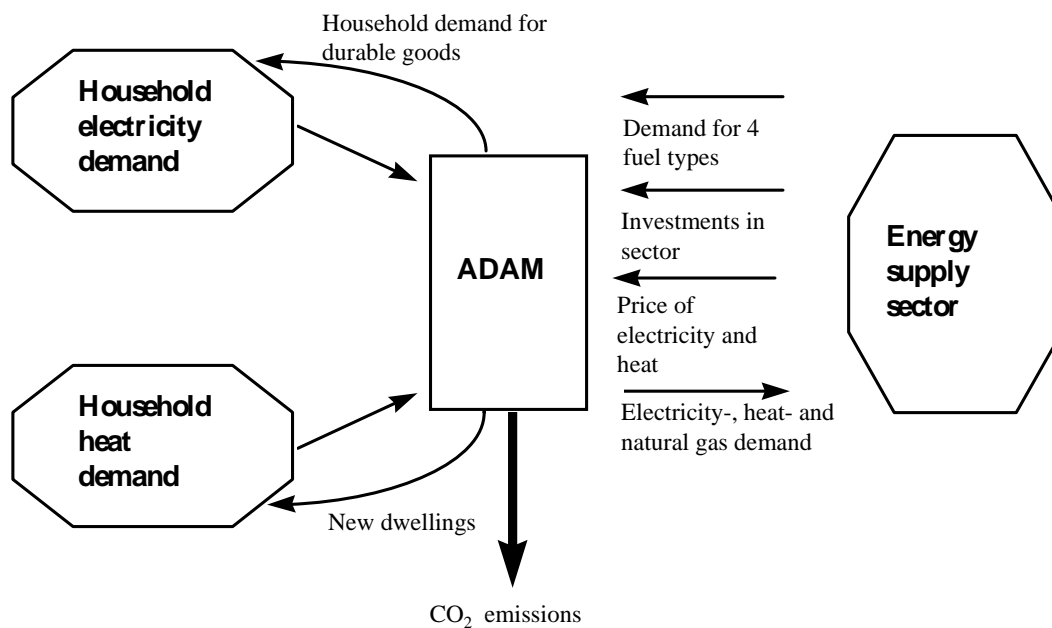 Household demand for
durable goods
Household
electricity
demand
Demand for 4
fuel types
Investments in
sector
ADAM
Energy
supply
sector
Price of
electricity and
heat
Household
heat
demand
Electricity-, heat- and
natural gas demand
New dwellings
CO₂ emissions